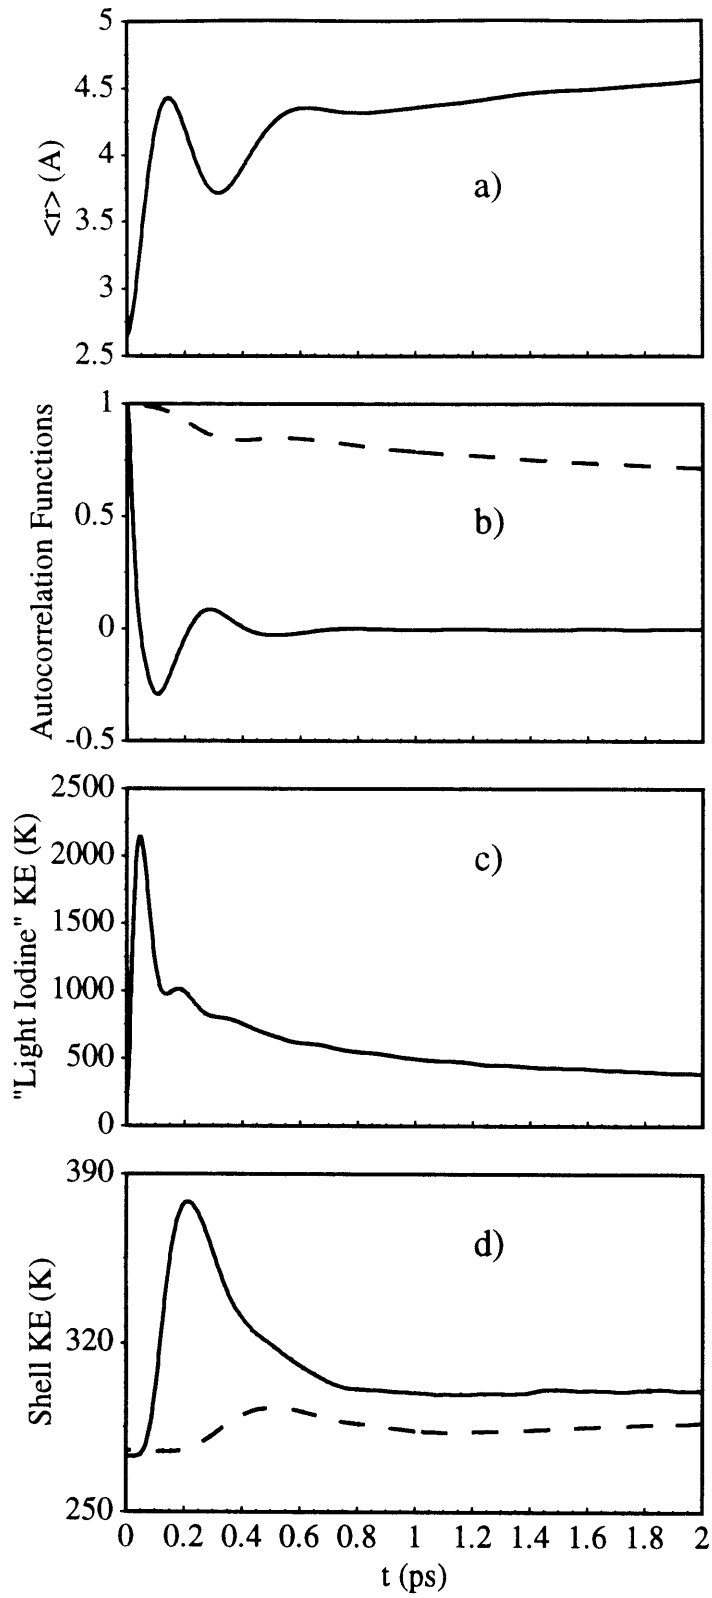 5
4.5
4
3.5
3
2.5
<r> (A)
a)
1
0.5
0
-0.5
Autocorrelation Functions
b)
2500
2000
1500
1000
500
0
"Light Iodine" KE (K)
c)
390
320
250
Shell KE (K)
d)
0 0.2 0.4 0.6 0.8 1 1.2 1.4 1.6 1.8 2
t (ps)